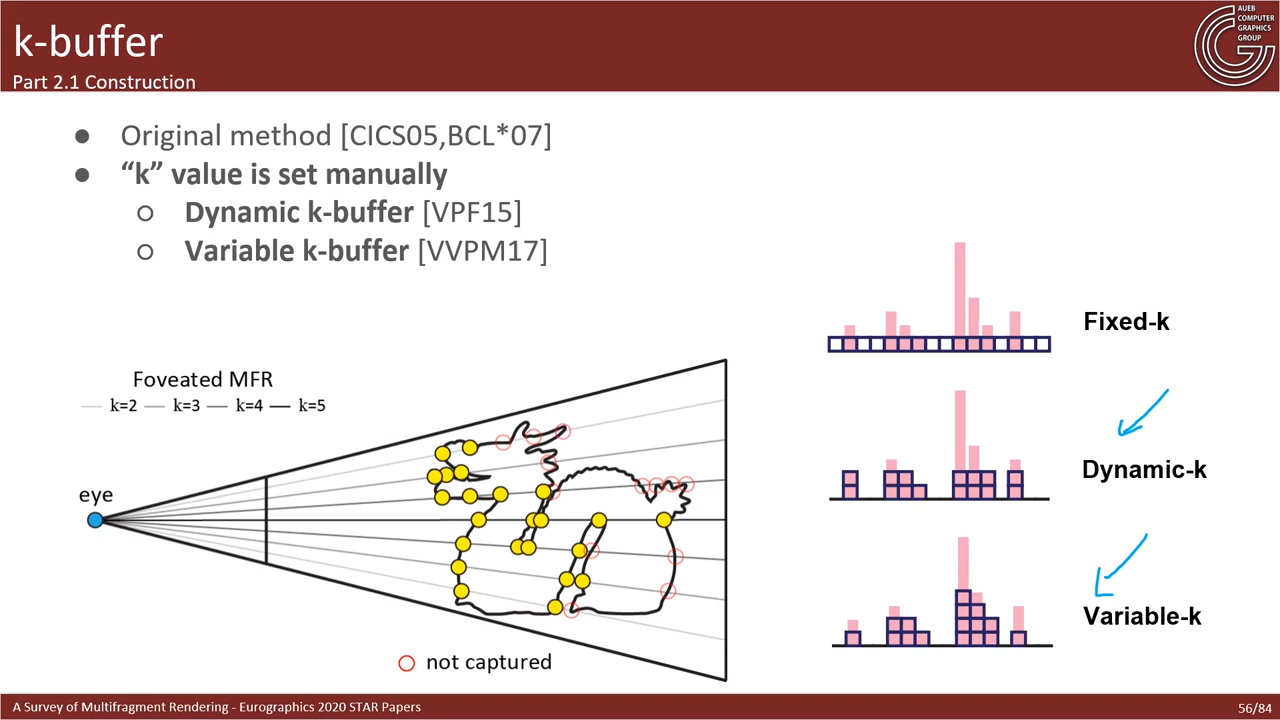 k-buffer
Part 2.1 Construction
AUEB
COMPUTER
GRAPHICS
GROUP
● Original method [CICS05,BCL*07]
● “k” value is set manually
○ Dynamic k-buffer [VPF15]
○ Variable k-buffer [VVPM17]
Fixed-k
Foveated MFR
k=2 k=3 k=4 k=5
Dynamic-k
eye
Variable-k
not captured
A Survey of Multifragment Rendering - Eurographics 2020 STAR Papers
56/84